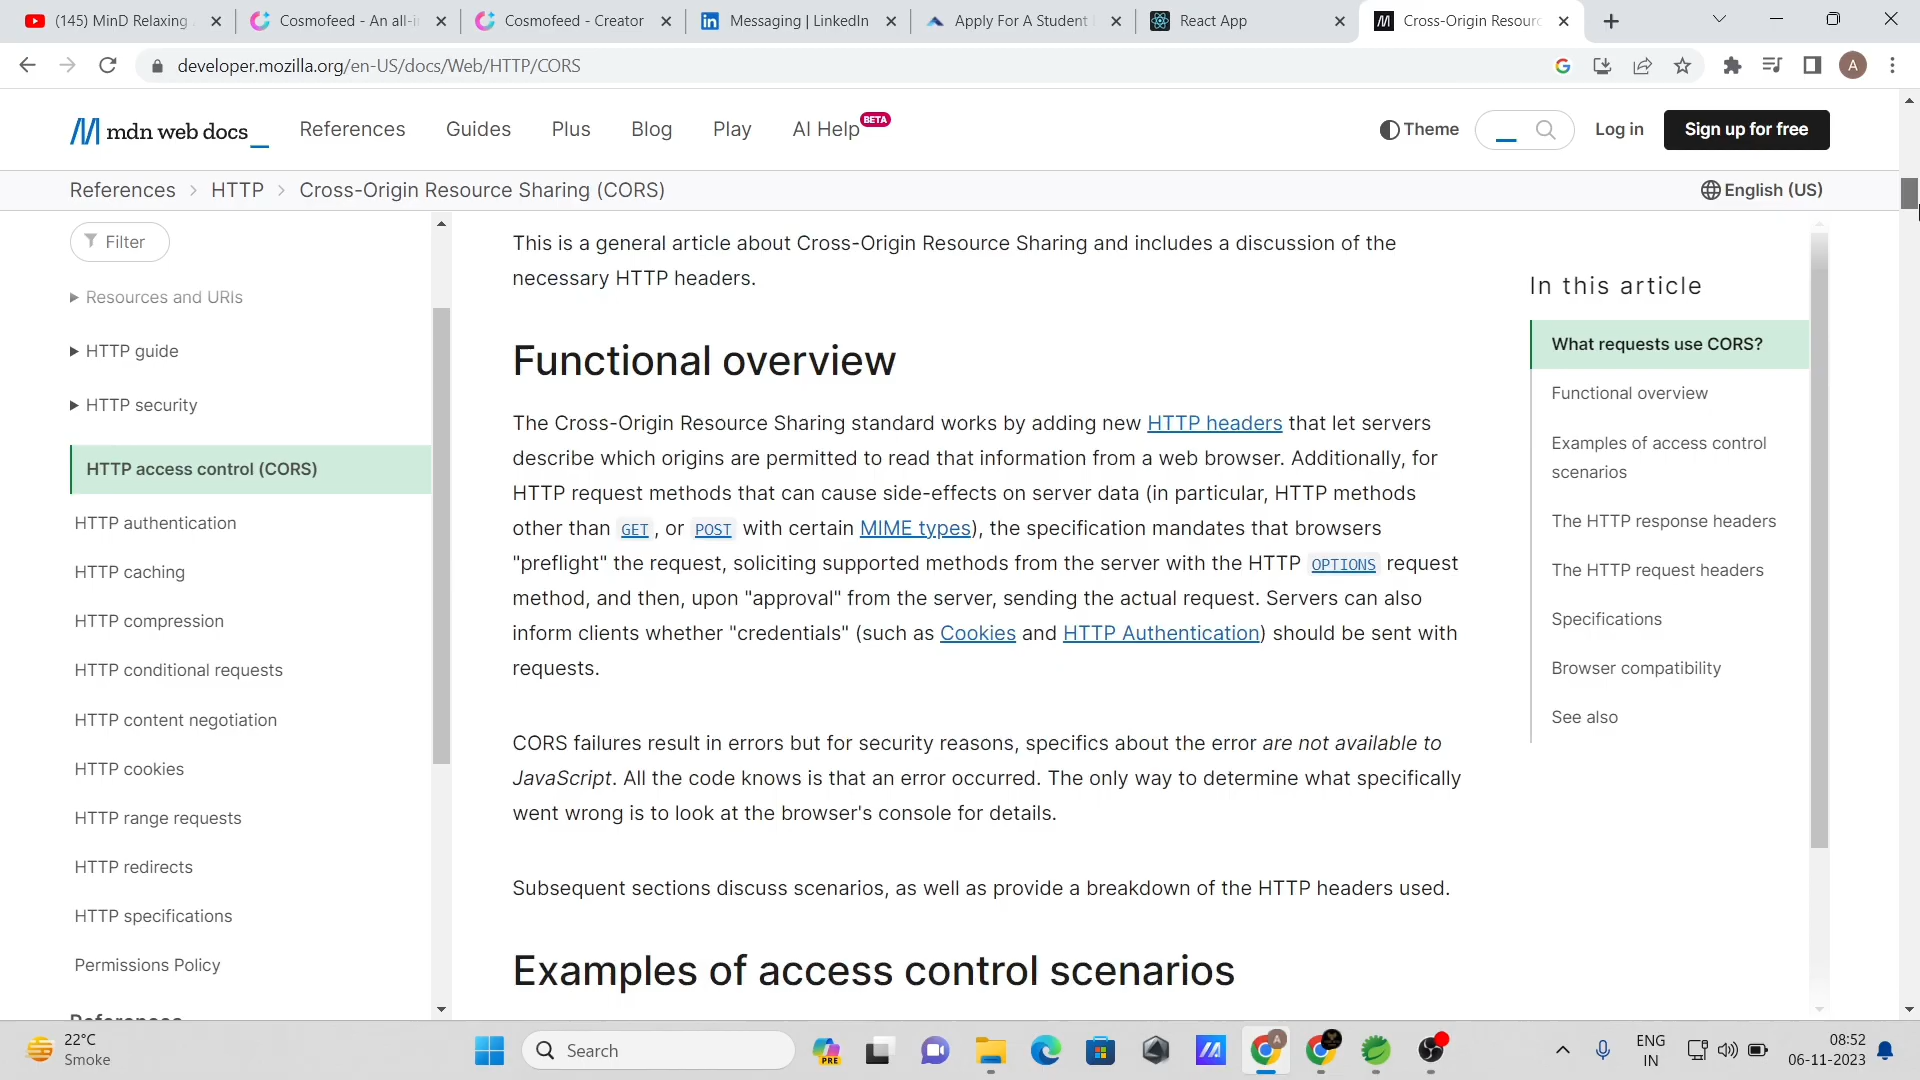 (145) MinD Relaxing
Cosmofeed - An all-i
Cosmofeed - Creator
Messaging | LinkedIn
Apply For A Student
React App
Cross-Origin Resourc
developer.mozilla.org/en-US/docs/Web/HTTP/CORS
A
mdn web docs
References
Guides
Plus
Blog
Play
AI Help
BETA
Theme
Log in
Sign up for free
References > HTTP > Cross-Origin Resource Sharing (CORS)
English (US)
Filter
Resources and URIs
HTTP guide
HTTP security
HTTP access control (CORS)
HTTP authentication
HTTP caching
HTTP compression
HTTP conditional requests
HTTP content negotiation
HTTP cookies
HTTP range requests
HTTP redirects
HTTP specifications
Permissions Policy
References
This is a general article about Cross-Origin Resource Sharing and includes a discussion of the
necessary HTTP headers.
Functional overview
The Cross-Origin Resource Sharing standard works by adding new HTTP headers that let servers
describe which origins are permitted to read that information from a web browser. Additionally, for
HTTP request methods that can cause side-effects on server data (in particular, HTTP methods
other than GET, or POST with certain MIME types), the specification mandates that browsers
"preflight" the request, soliciting supported methods from the server with the HTTP OPTIONS request
method, and then, upon "approval" from the server, sending the actual request. Servers can also
inform clients whether "credentials" (such as Cookies and HTTP Authentication) should be sent with
requests.
CORS failures result in errors but for security reasons, specifics about the error are not available to
JavaScript. All the code knows is that an error occurred. The only way to determine what specifically
went wrong is to look at the browser's console for details.
Subsequent sections discuss scenarios, as well as provide a breakdown of the HTTP headers used.
Examples of access control scenarios
In this article
What requests use CORS?
Functional overview
Examples of access control
scenarios
The HTTP response headers
The HTTP request headers
Specifications
Browser compatibility
See also
22°C
Smoke
Search
PRE
A
ENG
IN
08:52
06-11-2023